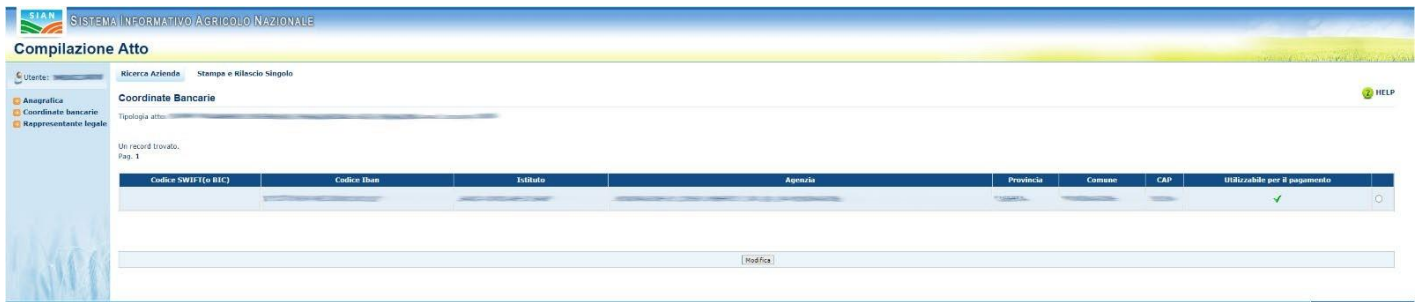 SIAN SISTEMA INFORMATIVO AGRICOLO NAZIONALE
Compilazione Atto
Utente:
Ricerca Azienda Stampa e Rilascio Singolo
Anagrafica
Coordinate bancarie
Rappresentante legale
Coordinate Bancarie
HELP
Tipologia atto:
Un record trovato.
Pag. 1
Codice SWIFT(o BIC) Codice Iban Istituto Agenzia Provincia Comune CAP Utilizzabile per il pagamento
Modifica